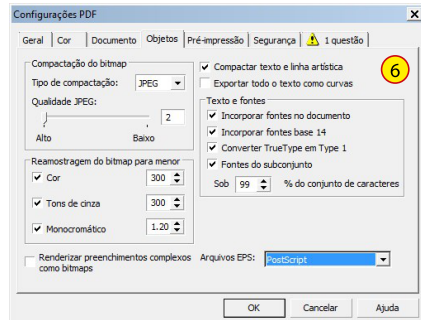 Configurações PDF
Geral Cor Documento Objetos Pré-impressão Segurança 1 questão
Compactação do bitmap
Tipo de compactação: JPEG
Qualidade JPEG:
2
Alto Baixo
Reamostragem do bitmap para menor
Cor 300
Tons de cinza 300
Monocromático 1.20
Renderizar preenchimentos complexos
como bitmaps
Compactar texto e linha artística
Exportar todo o texto como curvas
6
Texto e fontes
Incorporar fontes no documento
Incorporar fontes base 14
Converter TrueType em Type 1
Fontes do subconjunto
Sob 99 % do conjunto de caracteres
Arquivos EPS: PostScript
OK Cancelar Ajuda